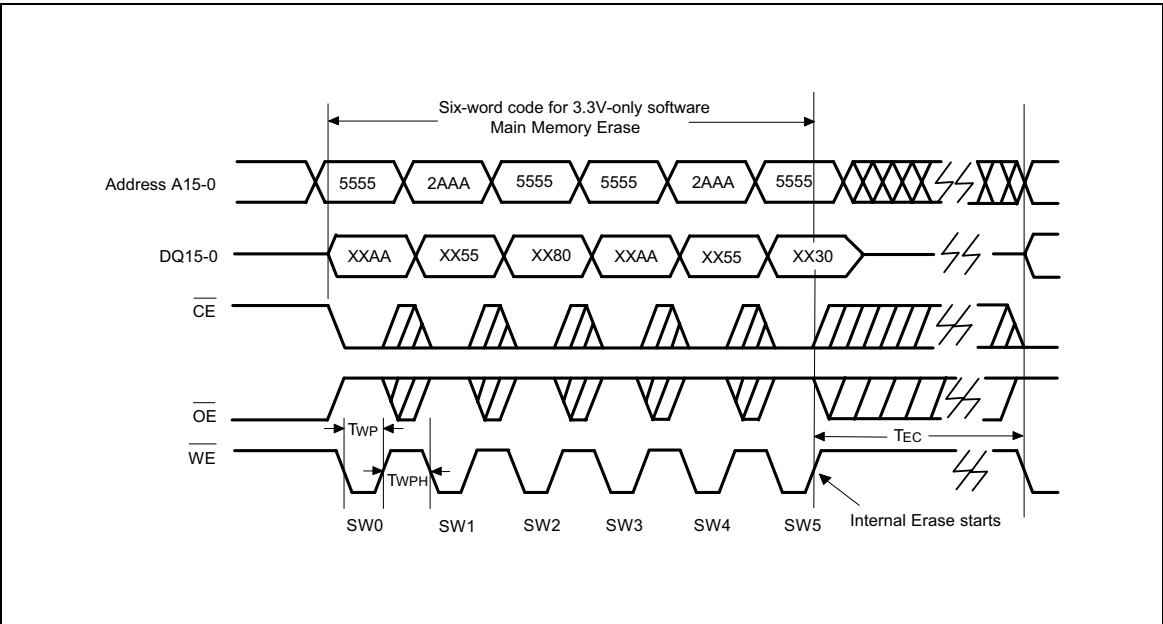 Six-word code for 3.3V-only software
Main Memory Erase
Address A15-0
5555 2AAA 5555 5555 2AAA 5555
DQ15-0
XXAA XX55 XX80 XXAA XX55 XX30
CE
OE
TWP
TEC
WE
TWPH
SW0 SW1 SW2 SW3 SW4 SW5
Internal Erase starts